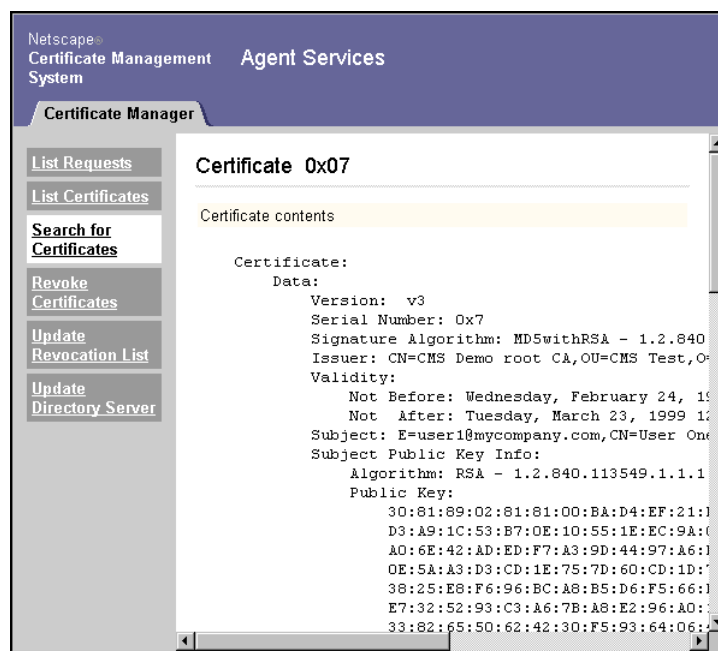 Netscape®
Certificate Management
System
Agent Services
Certificate Manager
List Requests
List Certificates
Search for
Certificates
Revoke
Certificates
Update
Revocation List
Update
Directory Server
Certificate 0x07
Certificate contents
Certificate:
Data:
Version: v3
Serial Number: 0x7
Signature Algorithm: MD5withRSA - 1.2.840
Issuer: CN=CMS Demo root CA,OU=CMS Test,O=
Validity:
Not Before: Wednesday, February 24, 19
Not After: Tuesday, March 23, 1999 12
Subject: E=user1@mycompany.com,CN=User One
Subject Public Key Info:
Algorithm: RSA - 1.2.840.113549.1.1.1
Public Key:
30:81:89:02:81:81:00:BA:D4:EF:21:
D3:A9:1C:53:B7:0E:10:55:1E:EC:9A:
A0:6E:42:AD:ED:F7:A3:9D:44:97:A6:
0E:5A:A3:D3:CD:1E:75:7D:60:CD:1D:
38:25:E8:F6:96:BC:A8:B5:D6:F5:66:
E7:32:52:93:C3:A6:7B:A8:E2:96:A0:
33:82:65:50:62:42:30:F5:93:64:06: